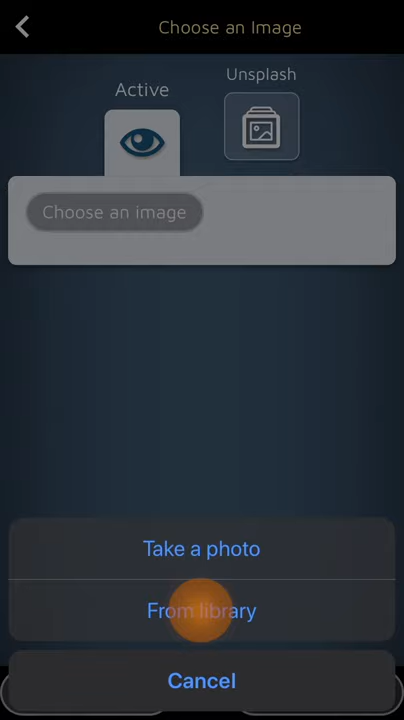 Choose an Image
Unsplash
Active
Choose an image
Take a photo
From library
Cancel